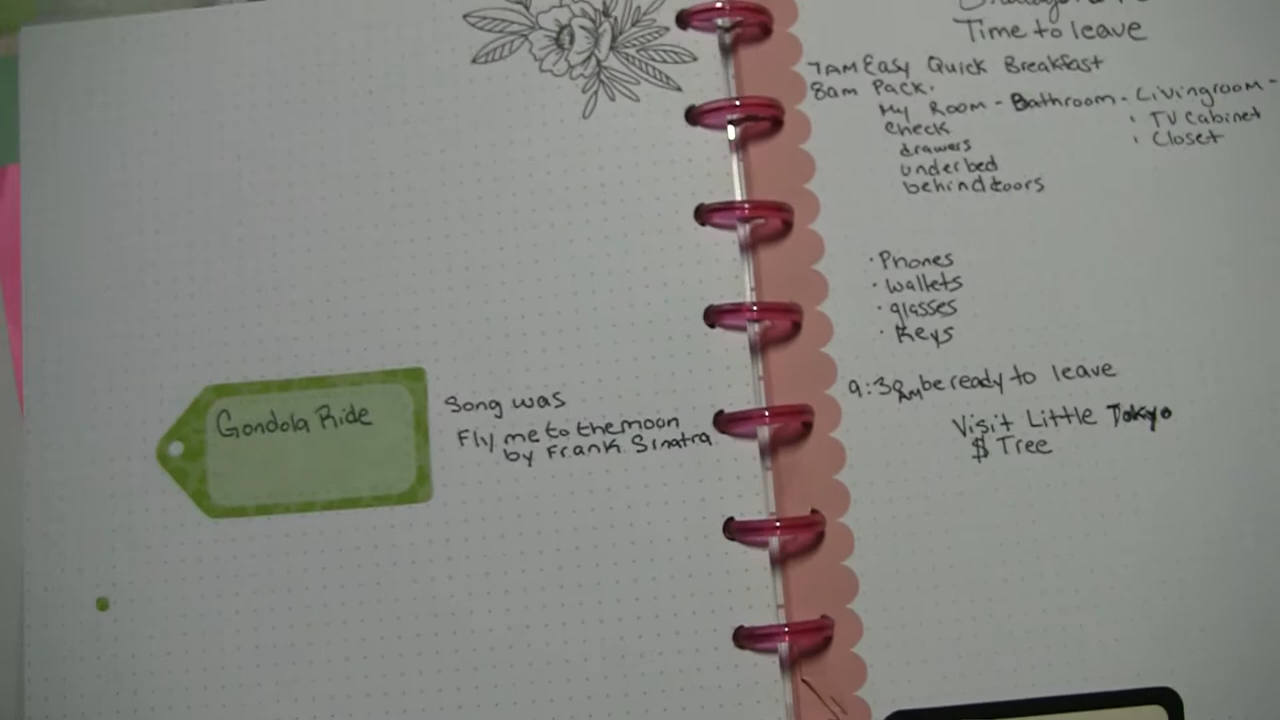 Gondola Ride
Song was
Fly me to the moon
by Frank Sinatra
Time to leave
7AM Easy Quick Breakfast
8am Pack.
My Room - Bathroom - Livingroom -
check
drawers
under bed
behind doors
· TV Cabinet
· Closet
· Phones
· wallets
· glasses
· Keys
9:30am be ready to leave
Visit Little Tokyo
$ Tree